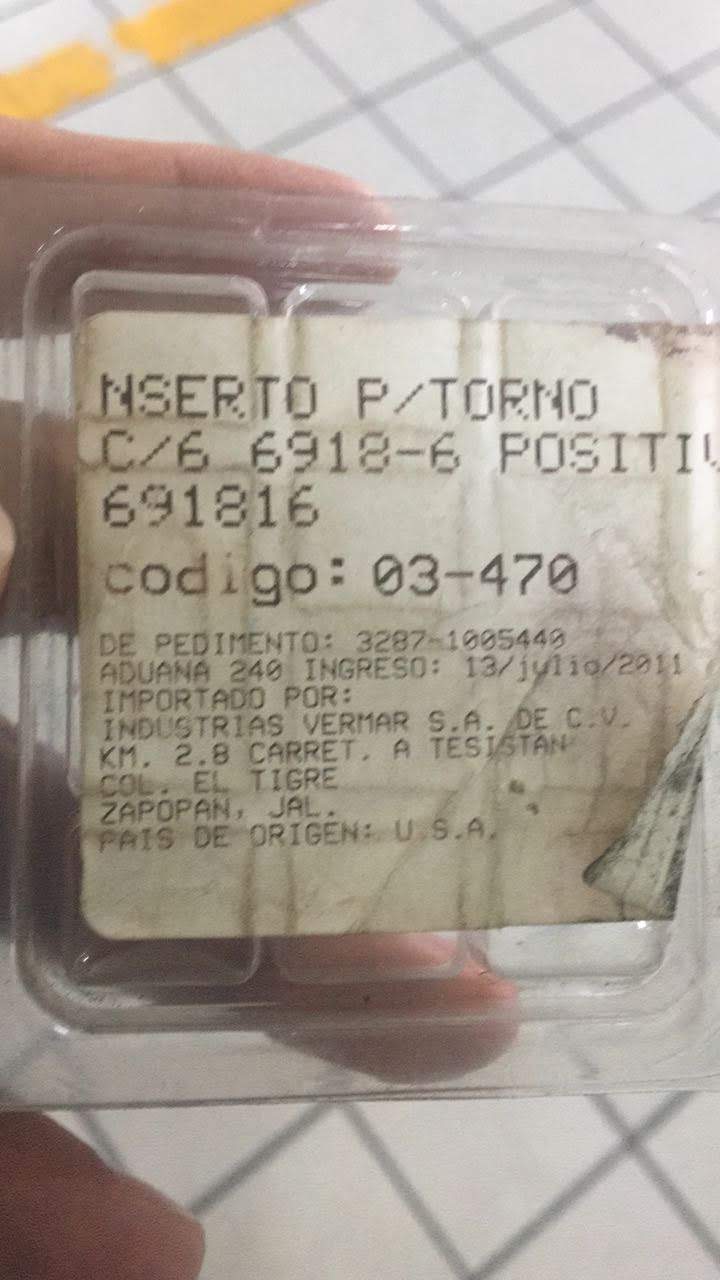 NSERTO P/TORNO
C/6 6918-6 POSITIV
691816
codigo: 03-470
DE PEDIMENTO: 3287-1005440
ADUANA 240 INGRESO: 13/julio/2011
IMPORTADO POR:
INDUSTRIAS VERMAR S.A. DE C.V.
KM. 2.8 CARRET. A TESISTAN
COL. EL TIGRE
ZAPOPAN, JAL.
PAIS DE ORIGEN: U.S.A.